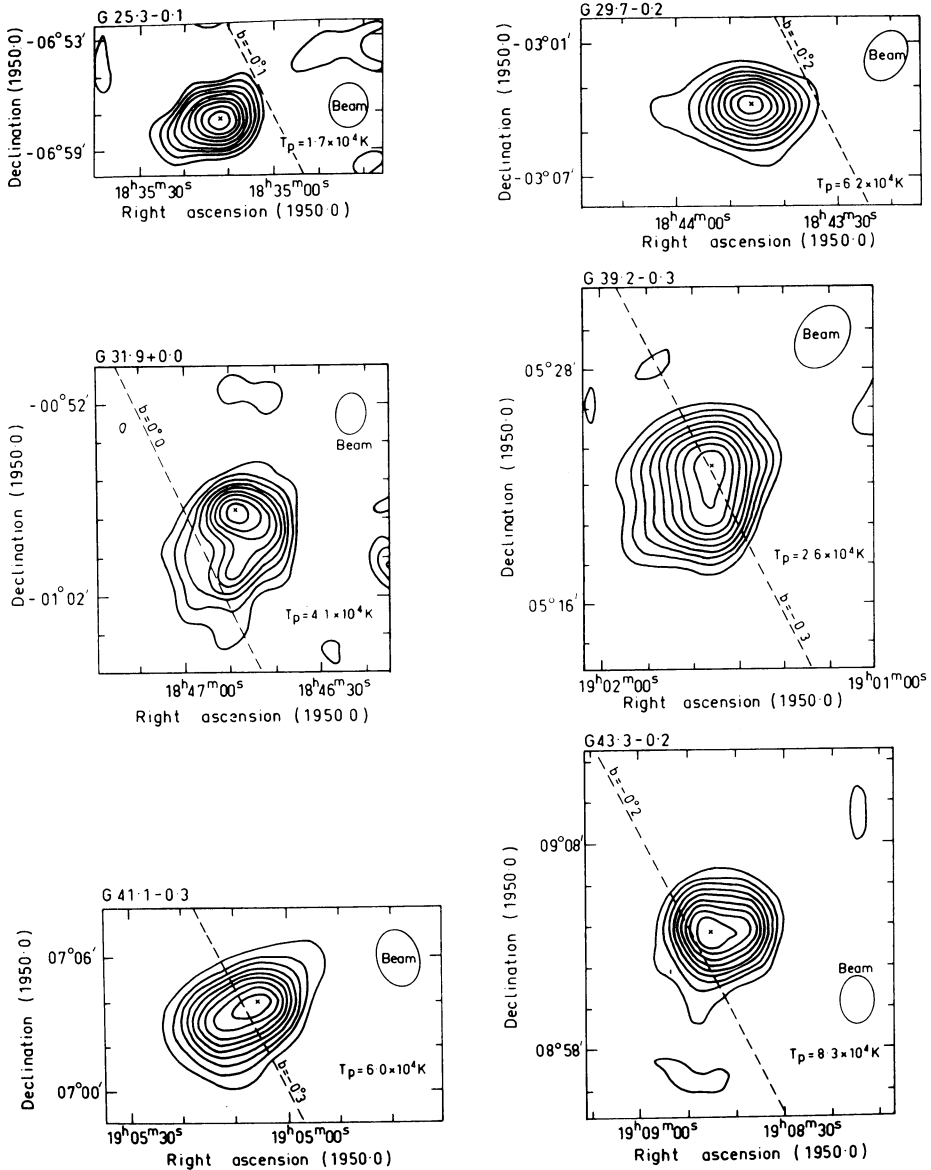 G 25·3-0·1
Declination (1950·0)
-06°53′
-06°59′
b=-0°·1
Beam
Tp=1·7×10⁴K
18ʰ35ᵐ30ˢ
18ʰ35ᵐ00ˢ
Right ascension (1950·0)
G 29·7-0·2
Declination (1950·0)
-03°01′
-03°07′
b=-0°·2
Beam
Tp=6·2×10⁴K
18ʰ44ᵐ00ˢ
18ʰ43ᵐ30ˢ
Right ascension (1950·0)
G 31·9+0·0
Declination (1950·0)
-00°52′
-01°02′
b=0°·0
Beam
Tp=4·1×10⁴K
18ʰ47ᵐ00ˢ
18ʰ46ᵐ30ˢ
Right ascension (1950 0)
G 39·2-0·3
Declination (1950·0)
05°28′
05°16′
Beam
Tp=2·6×10⁴K
b=-0·3
19ʰ02ᵐ00ˢ
19ʰ01ᵐ00ˢ
Right ascension (1950·0)
G 41·1-0·3
Declination (1950·0)
07°06′
07°00′
Beam
Tp=6·0×10⁴K
b=-0°·3
19ʰ05ᵐ30ˢ
19ʰ05ᵐ00ˢ
Right ascension (1950·0)
G43·3-0·2
Declination (1950·0)
09°08′
08°58′
b=-0°·2
Beam
Tp=8·3×10⁴K
19ʰ09ᵐ00ˢ
19ʰ08ᵐ30ˢ
Right ascension (1950·0)